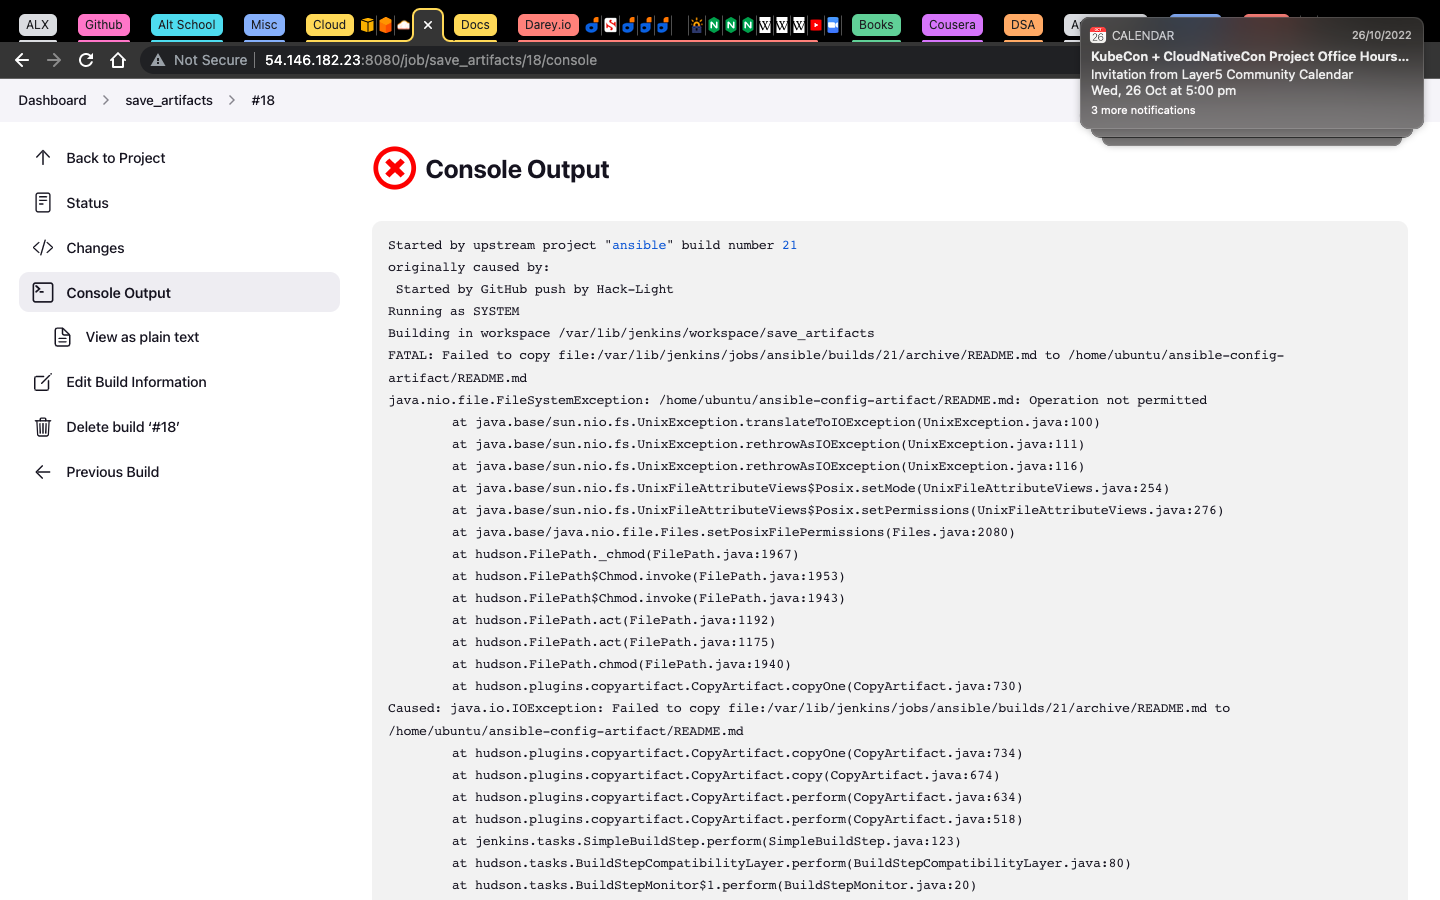 ALX Github Alt School Misc Cloud Docs Darey.io Books Cousera DSA
CALENDAR 26/10/2022
KubeCon + CloudNativeCon Project Office Hours...
Invitation from Layer5 Community Calendar
Wed, 26 Oct at 5:00 pm
3 more notifications
Not Secure 54.146.182.23:8080/job/save_artifacts/18/console
Dashboard save_artifacts #18
Back to Project
Status
Changes
Console Output
View as plain text
Edit Build Information
Delete build ‘#18’
Previous Build
Console Output
Started by upstream project "ansible" build number 21
originally caused by:
Started by GitHub push by Hack-Light
Running as SYSTEM
Building in workspace /var/lib/jenkins/workspace/save_artifacts
FATAL: Failed to copy file:/var/lib/jenkins/jobs/ansible/builds/21/archive/README.md to /home/ubuntu/ansible-config-
artifact/README.md
java.nio.file.FileSystemException: /home/ubuntu/ansible-config-artifact/README.md: Operation not permitted
at java.base/sun.nio.fs.UnixException.translateToIOException(UnixException.java:100)
at java.base/sun.nio.fs.UnixException.rethrowAsIOException(UnixException.java:111)
at java.base/sun.nio.fs.UnixException.rethrowAsIOException(UnixException.java:116)
at java.base/sun.nio.fs.UnixFileAttributeViews$Posix.setMode(UnixFileAttributeViews.java:254)
at java.base/sun.nio.fs.UnixFileAttributeViews$Posix.setPermissions(UnixFileAttributeViews.java:276)
at java.base/java.nio.file.Files.setPosixFilePermissions(Files.java:2080)
at hudson.FilePath._chmod(FilePath.java:1967)
at hudson.FilePath$Chmod.invoke(FilePath.java:1953)
at hudson.FilePath$Chmod.invoke(FilePath.java:1943)
at hudson.FilePath.act(FilePath.java:1192)
at hudson.FilePath.act(FilePath.java:1175)
at hudson.FilePath.chmod(FilePath.java:1940)
at hudson.plugins.copyartifact.CopyArtifact.copyOne(CopyArtifact.java:730)
Caused: java.io.IOException: Failed to copy file:/var/lib/jenkins/jobs/ansible/builds/21/archive/README.md to
/home/ubuntu/ansible-config-artifact/README.md
at hudson.plugins.copyartifact.CopyArtifact.copyOne(CopyArtifact.java:734)
at hudson.plugins.copyartifact.CopyArtifact.copy(CopyArtifact.java:674)
at hudson.plugins.copyartifact.CopyArtifact.perform(CopyArtifact.java:634)
at hudson.plugins.copyartifact.CopyArtifact.perform(CopyArtifact.java:518)
at jenkins.tasks.SimpleBuildStep.perform(SimpleBuildStep.java:123)
at hudson.tasks.BuildStepCompatibilityLayer.perform(BuildStepCompatibilityLayer.java:80)
at hudson.tasks.BuildStepMonitor$1.perform(BuildStepMonitor.java:20)